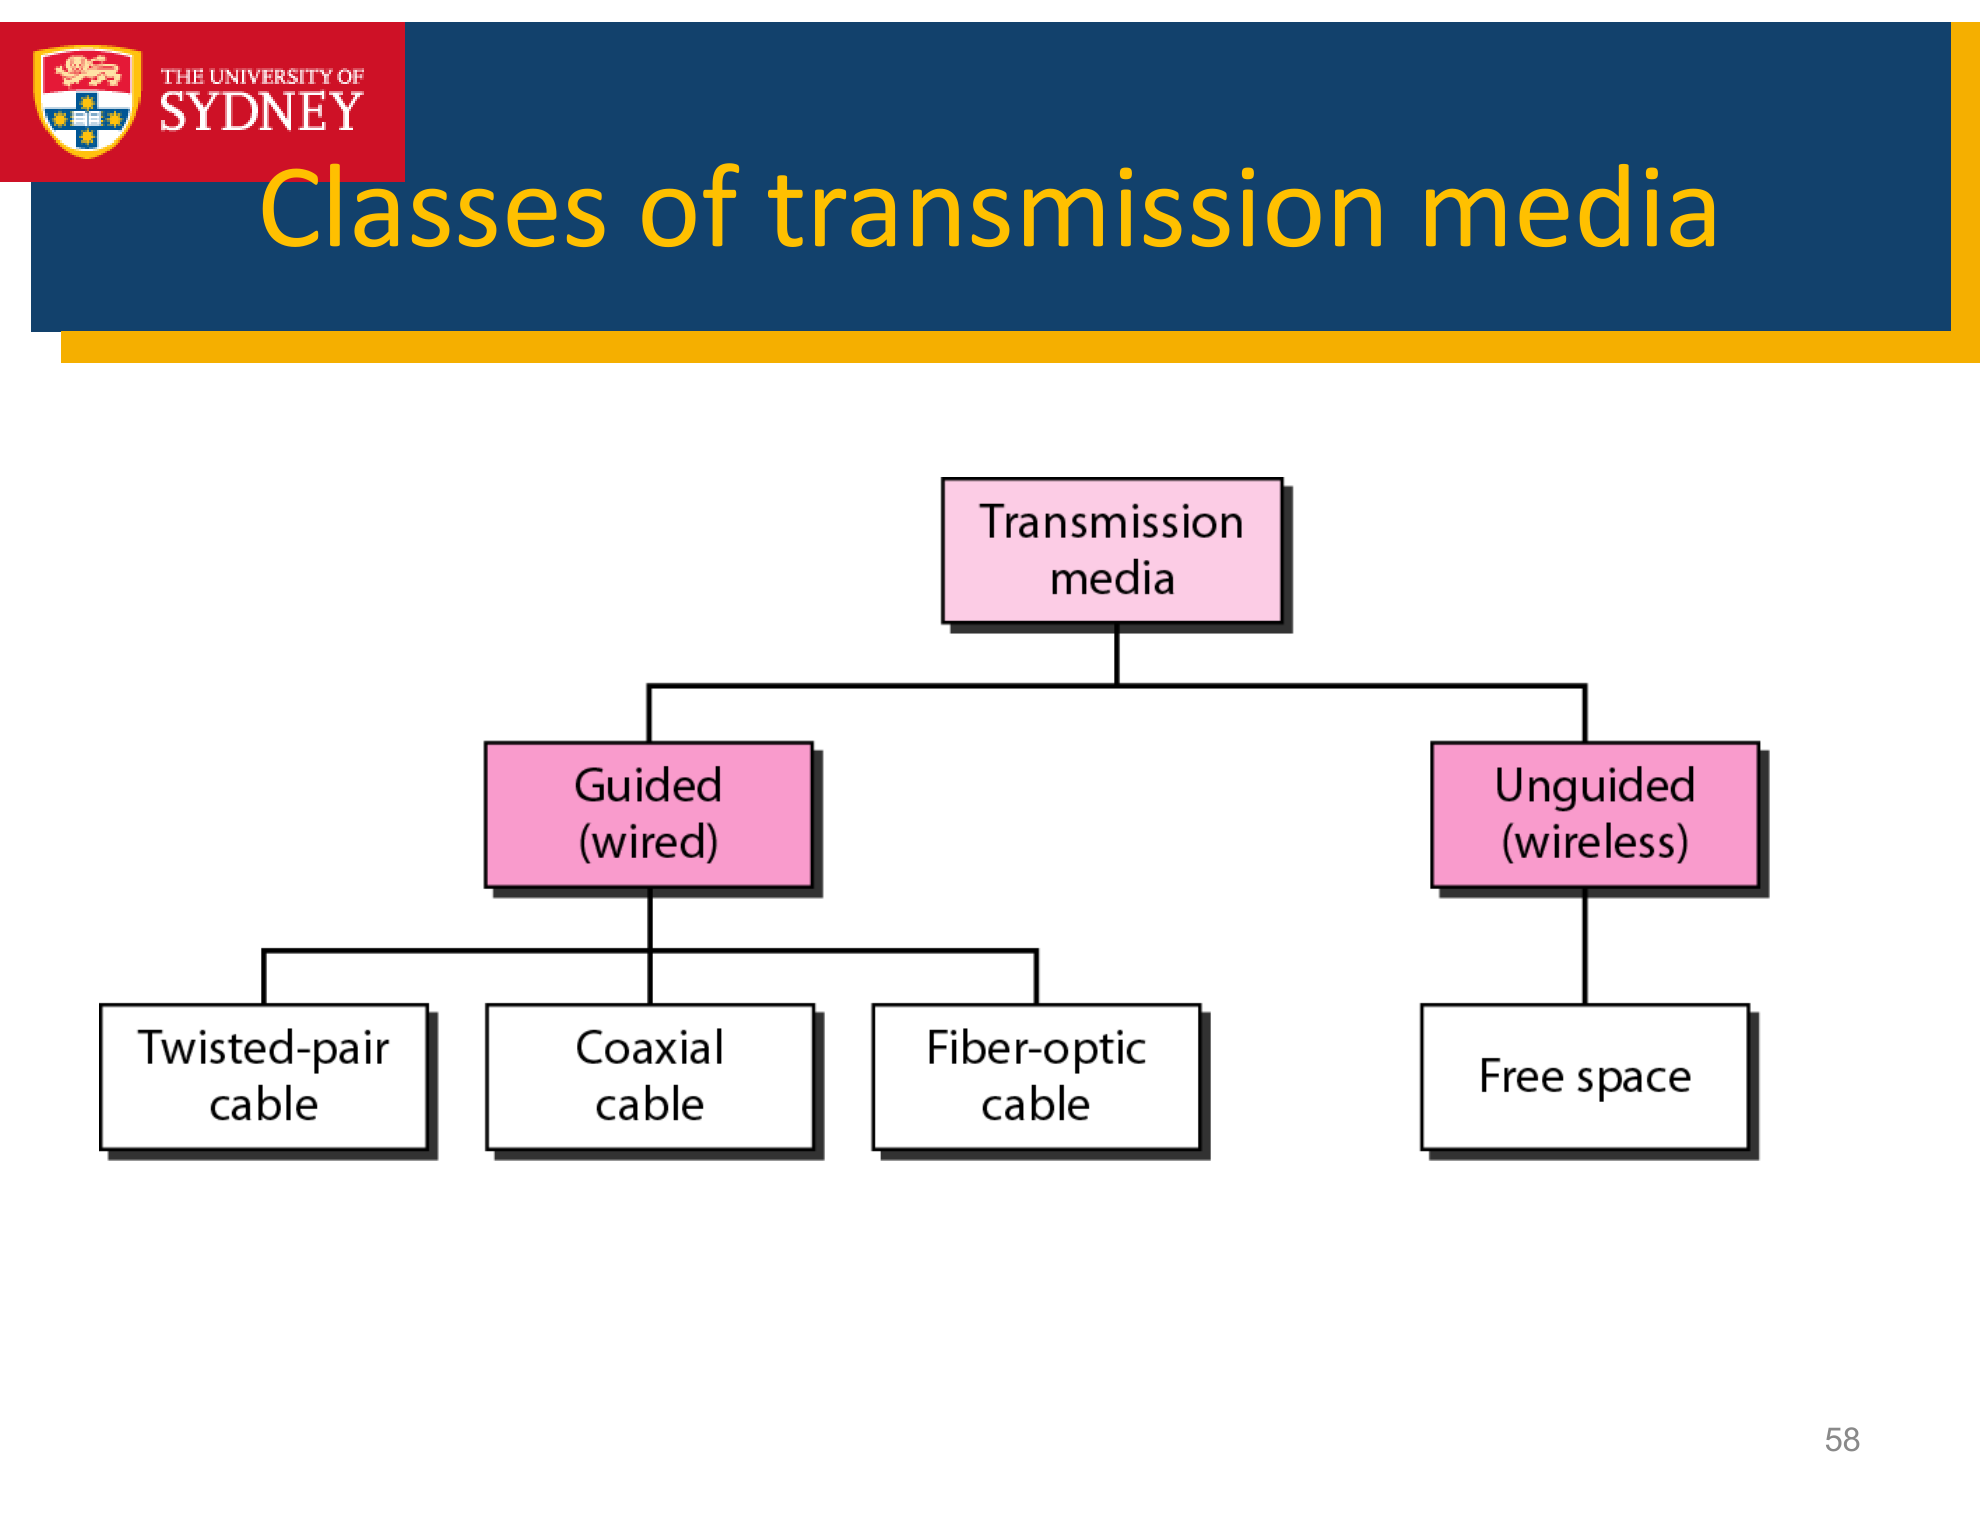 THE UNIVERSITY OF
SYDNEY
Classes of transmission media
Transmission
media
Guided
(wired)
Unguided
(wireless)
Twisted-pair
cable
Coaxial
cable
Fiber-optic
cable
Free space
58